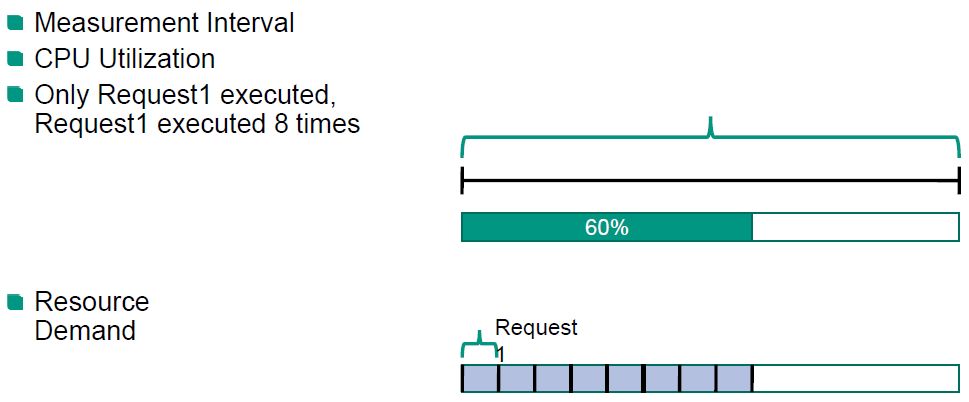 Measurement Interval
CPU Utilization
Only Request1 executed,
Request1 executed 8 times
60%
Resource
Demand
Request
1